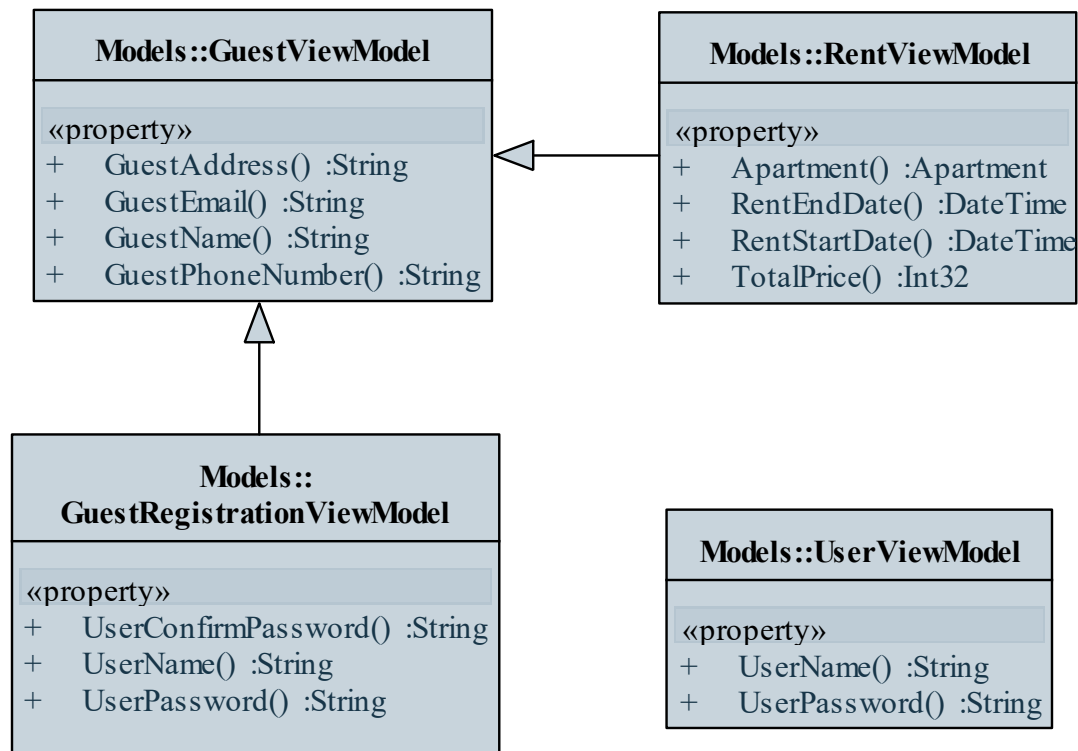 Models::GuestViewModel
«property»
+ GuestAddress() :String
+ GuestEmail() :String
+ GuestName() :String
+ GuestPhoneNumber() :String
Models::RentViewModel
«property»
+ Apartment() :Apartment
+ RentEndDate() :DateTime
+ RentStartDate() :DateTime
+ TotalPrice() :Int32
Models::
GuestRegistrationViewModel
«property»
+ UserConfirmPassword() :String
+ UserName() :String
+ UserPassword() :String
Models::UserViewModel
«property»
+ UserName() :String
+ UserPassword() :String